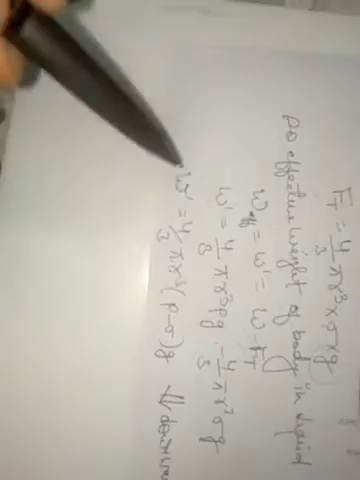 F_T = 4/3 πr³ × σ × g
so effective weight of body in liquid
W_eff = W' = W - F_T
W' = 4/3 πr³ρg - 4/3 πr³σg
W' = 4/3 πr³(ρ-σ)g